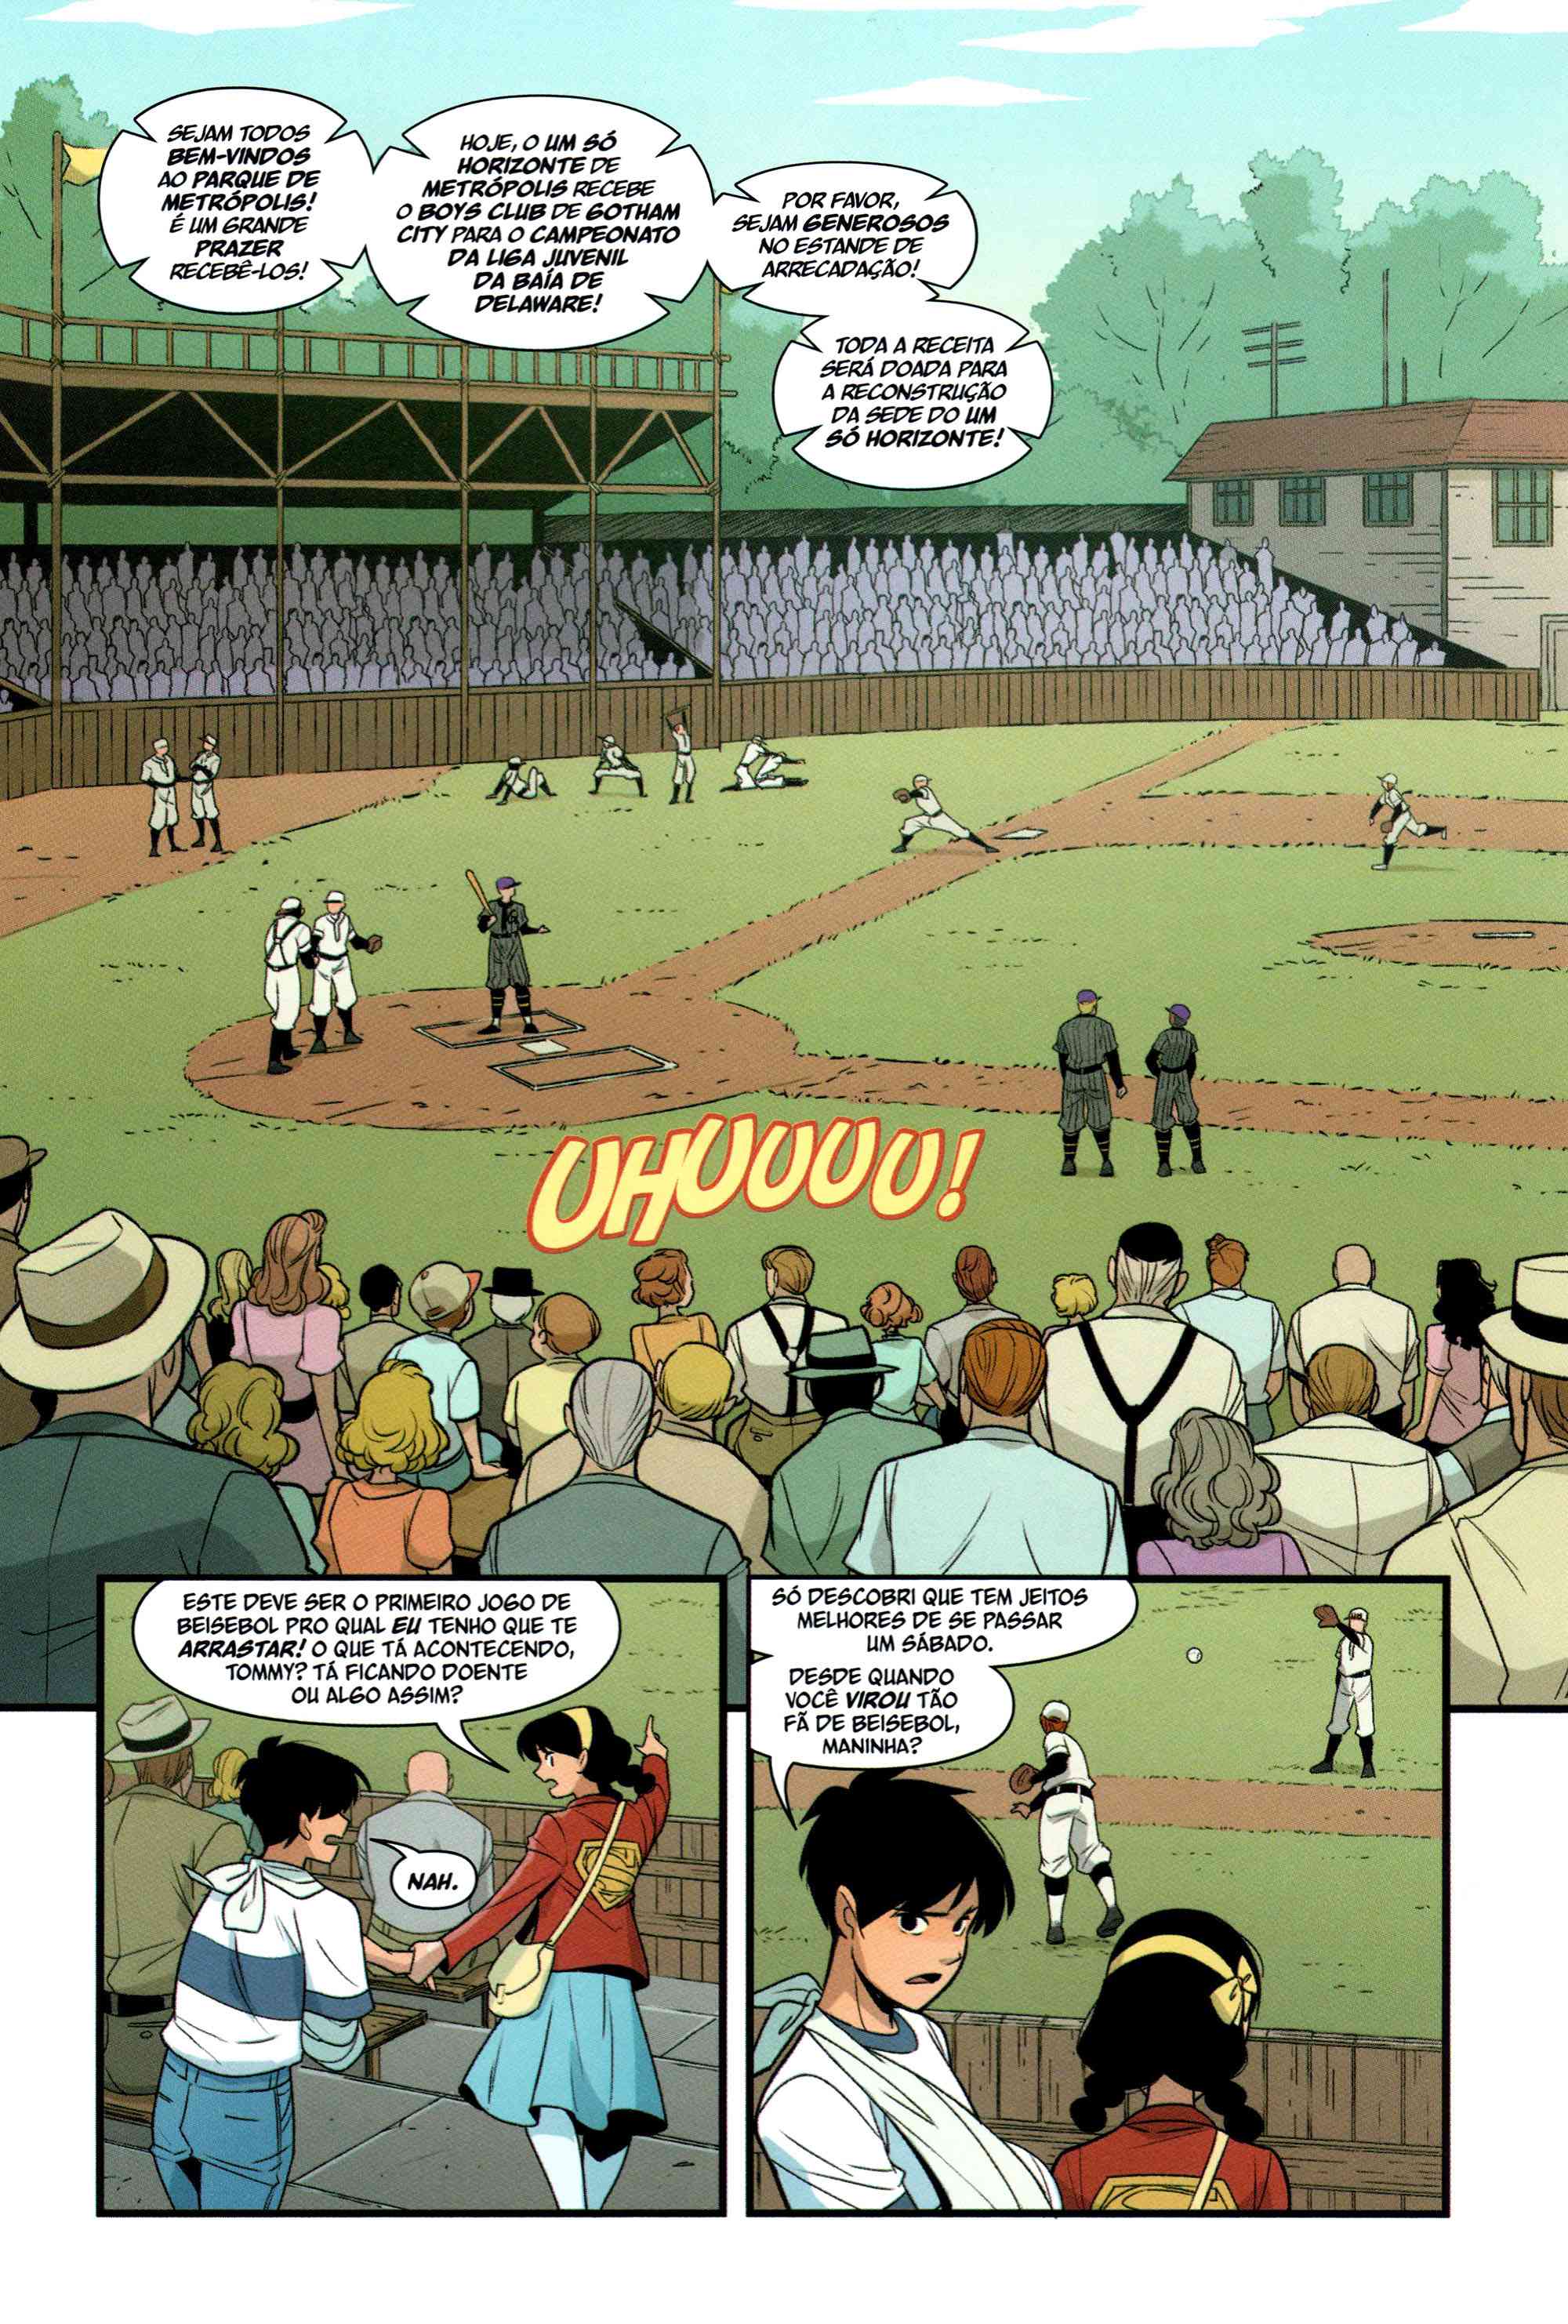 SEJAM TODOS
BEM-VINDOS
AO PARQUE DE
METRÓPOLIS!
É UM GRANDE
PRAZER
RECEBÊ-LOS!
HOJE, O UM SÓ
HORIZONTE DE
METRÓPOLIS RECEBE
O BOYS CLUB DE GOTHAM
CITY PARA O CAMPEONATO
DA LIGA JUVENIL
DA BAÍA DE
DELAWARE!
POR FAVOR,
SEJAM GENEROSOS
NO ESTANDE DE
ARRECADAÇÃO!
TODA A RECEITA
SERÁ DOADA PARA
A RECONSTRUÇÃO
DA SEDE DO UM
SÓ HORIZONTE!
UHUUUU!
ESTE DEVE SER O PRIMEIRO JOGO DE
BEISEBOL PRO QUAL EU TENHO QUE TE
ARRASTAR! O QUE TÁ ACONTECENDO,
TOMMY? TÁ FICANDO DOENTE
OU ALGO ASSIM?
NAH.
SÓ DESCOBRI QUE TEM JEITOS
MELHORES DE SE PASSAR
UM SÁBADO.
DESDE QUANDO
VOCÊ VIROU TÃO
FÃ DE BEISEBOL,
MANINHA?